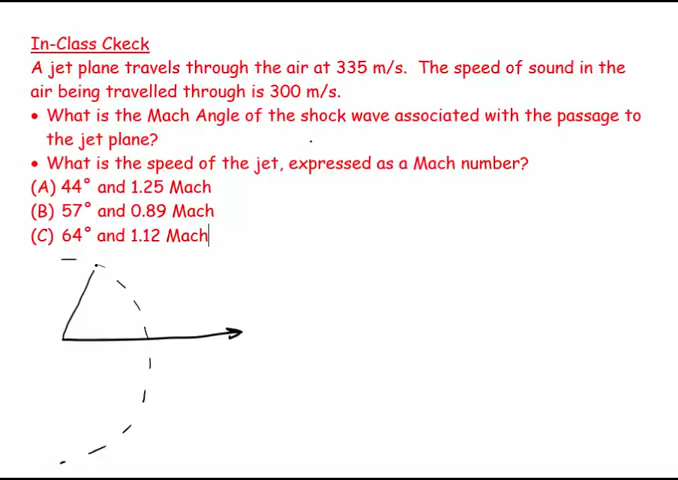 In-Class Ckeck
A jet plane travels through the air at 335 m/s. The speed of sound in the
air being travelled through is 300 m/s.
• What is the Mach Angle of the shock wave associated with the passage to
the jet plane?
• What is the speed of the jet, expressed as a Mach number?
(A) 44° and 1.25 Mach
(B) 57° and 0.89 Mach
(C) 64° and 1.12 Mach